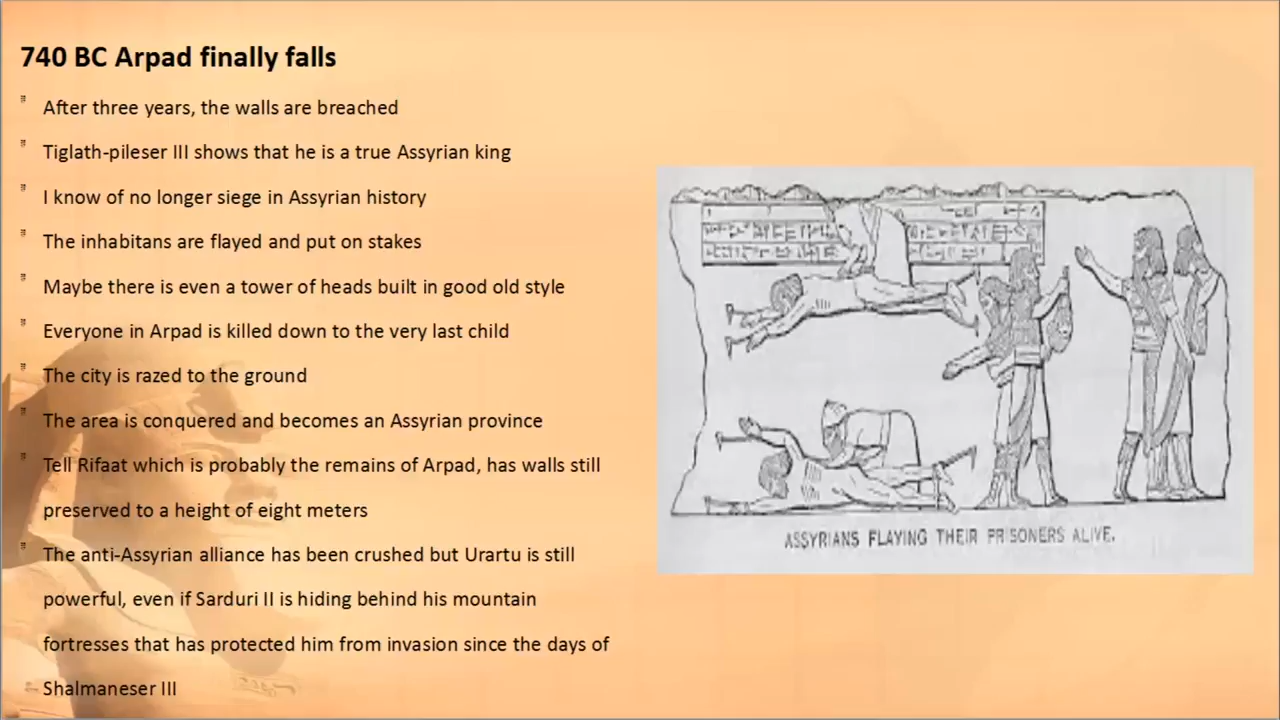 740 BC Arpad finally falls
After three years, the walls are breached
Tiglath-pileser III shows that he is a true Assyrian king
I know of no longer siege in Assyrian history
The inhabitans are flayed and put on stakes
Maybe there is even a tower of heads built in good old style
Everyone in Arpad is killed down to the very last child
The city is razed to the ground
The area is conquered and becomes an Assyrian province
Tell Rifaat which is probably the remains of Arpad, has walls still
preserved to a height of eight meters
The anti-Assyrian alliance has been crushed but Urartu is still
powerful, even if Sarduri II is hiding behind his mountain
fortresses that has protected him from invasion since the days of
Shalmaneser III
ASSYRIANS FLAYING THEIR PRISONERS ALIVE.